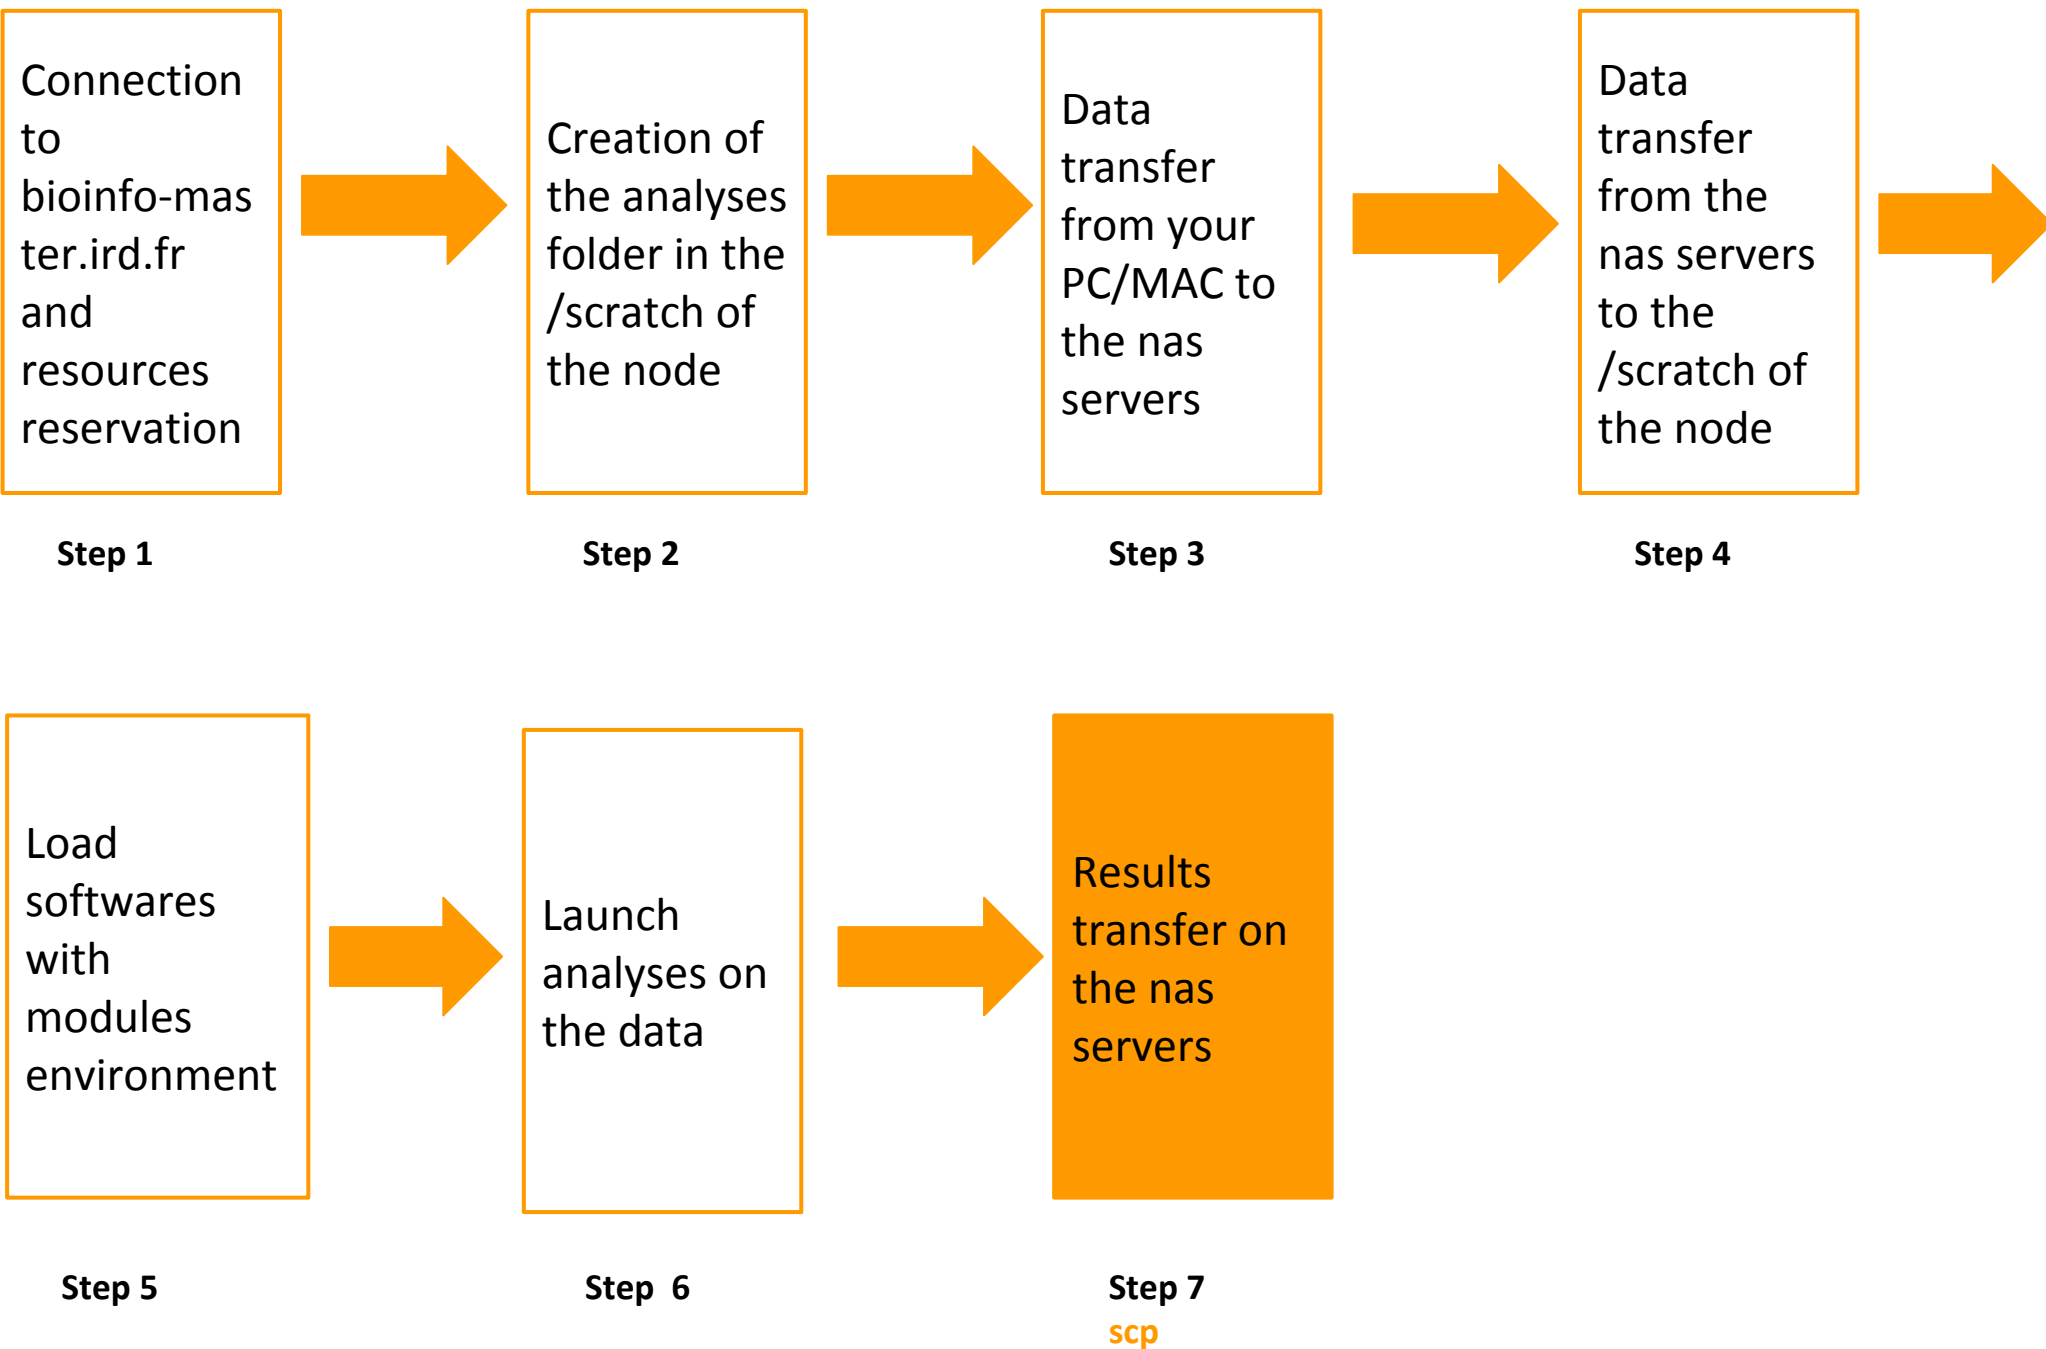 Connection
to
bioinfo-mas
ter.ird.fr
and
resources
reservation
Creation of
the analyses
folder in the
/scratch of
the node
Data
transfer
from your
PC/MAC to
the nas
servers
Data
transfer
from the
nas servers
to the
/scratch of
the node
Step 1
Step 2
Step 3
Step 4
Load
softwares
with
modules
environment
Launch
analyses on
the data
Results
transfer on
the nas
servers
Step 5
Step  6
Step 7
scp